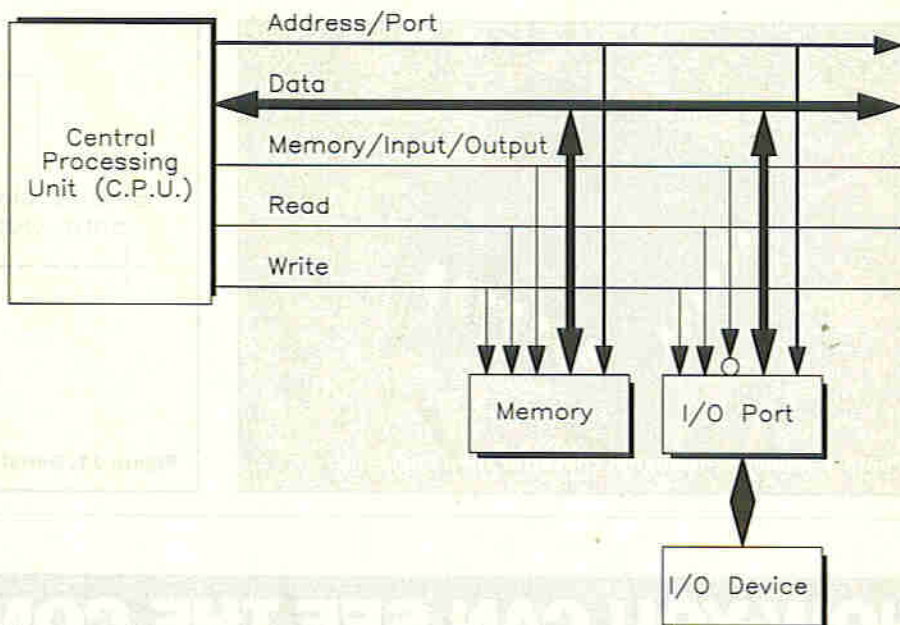 Address/Port
Data
Central
Processing
Unit (C.P.U.)
Memory/Input/Output
Read
Write
Memory
I/O Port
I/O Device